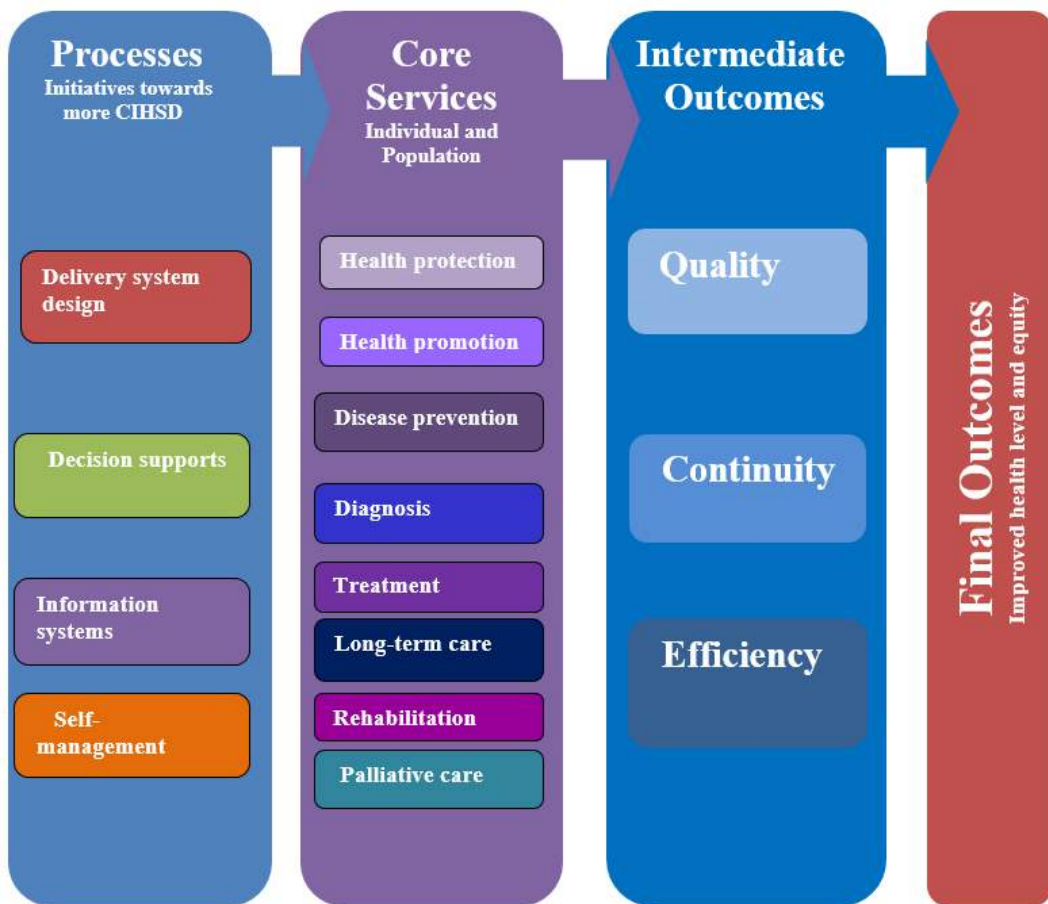 Processes
Initiatives towards
more CIHSD
Delivery system
design
Decision supports
Information
systems
Self-
management
Core
Services
Individual and
Population
Health protection
Health promotion
Disease prevention
Diagnosis
Treatment
Long-term care
Rehabilitation
Palliative care
Intermediate
Outcomes
Quality
Continuity
Efficiency
Final Outcomes
Improved health level and equity